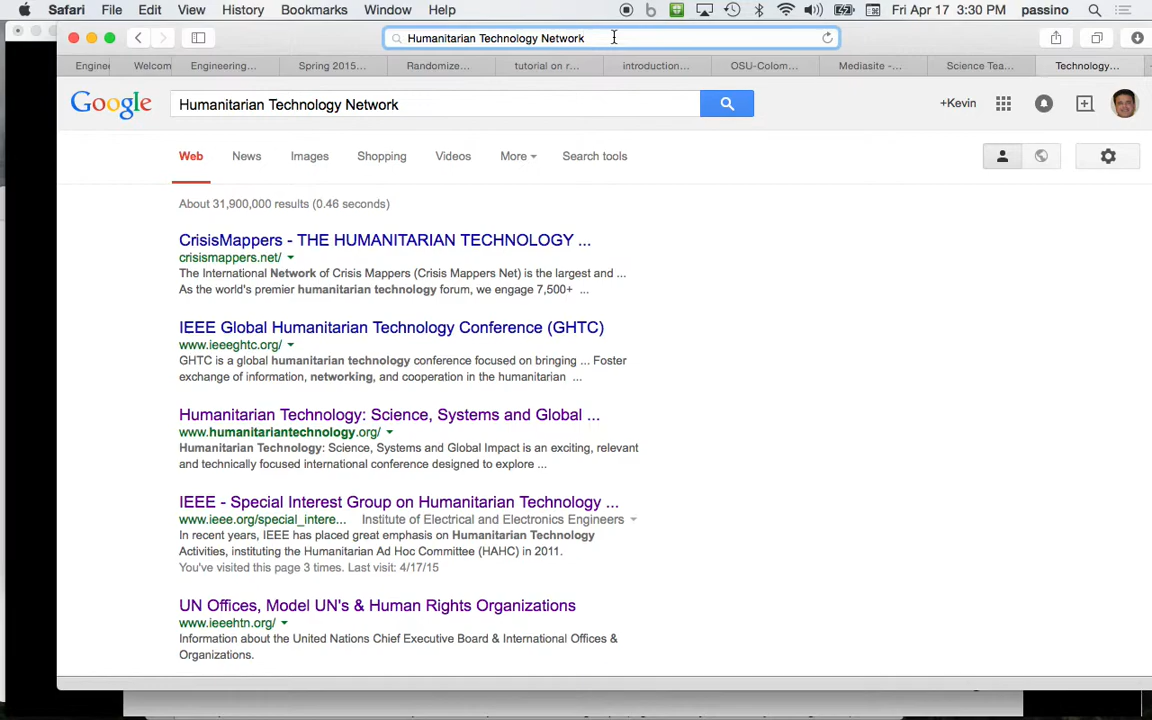 Safari File Edit View History Bookmarks Window Help Fri Apr 17 3:30 PM passino
Humanitarian Technology Network
Enginee Welcom Engineering... Spring 2015... Randomize... tutorial on r... introduction... OSU-Colom... Mediasite -... Science Tea... Technology...
Google Humanitarian Technology Network +Kevin
Web News Images Shopping Videos More Search tools
About 31,900,000 results (0.46 seconds)
CrisisMappers - THE HUMANITARIAN TECHNOLOGY ...
crisismappers.net/
The International Network of Crisis Mappers (Crisis Mappers Net) is the largest and ...
As the world's premier humanitarian technology forum, we engage 7,500+ ...
IEEE Global Humanitarian Technology Conference (GHTC)
www.ieeeghtc.org/
GHTC is a global humanitarian technology conference focused on bringing ... Foster
exchange of information, networking, and cooperation in the humanitarian ...
Humanitarian Technology: Science, Systems and Global ...
www.humanitariantechnology.org/
Humanitarian Technology: Science, Systems and Global Impact is an exciting, relevant
and technically focused international conference designed to explore ...
IEEE - Special Interest Group on Humanitarian Technology ...
www.ieee.org/special_intere... Institute of Electrical and Electronics Engineers
In recent years, IEEE has placed great emphasis on Humanitarian Technology
Activities, instituting the Humanitarian Ad Hoc Committee (HAHC) in 2011.
You've visited this page 3 times. Last visit: 4/17/15
UN Offices, Model UN's & Human Rights Organizations
www.ieeehtn.org/
Information about the United Nations Chief Executive Board & International Offices &
Organizations.